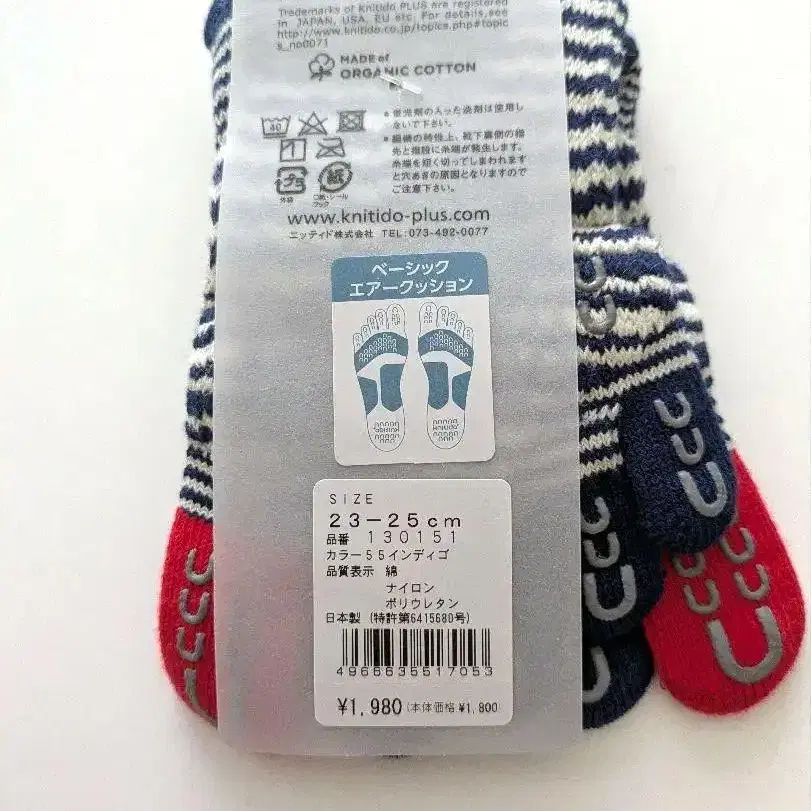 Trademarks of Knitido PLUS are registered
in JAPAN, USA, EU etc. For details,see
http://www.knitido.co.jp/topics.php#topic
s_no0071
MADE of
ORGANIC COTTON
40
• 蛍光剤の入った洗剤は使用し
ないで下さい。
• 編機の特性上、靴下裏側の指
先と指股に糸端が発生します。
糸端を短く切ってしまわれます
と穴あきの原因となりますので
ご注意下さい。
プラ
紙
外袋
www.knitido-plus.com
ニッティド株式会社 TEL:073-492-0077
ベーシック
エアークッション
SIZE
23－25cm
品番 130151
カラー55インディゴ
品質表示 綿
ナイロン
ポリウレタン
日本製 (特許第6415680号)
4966635517053
¥1,980 (本体価格 ¥1,800